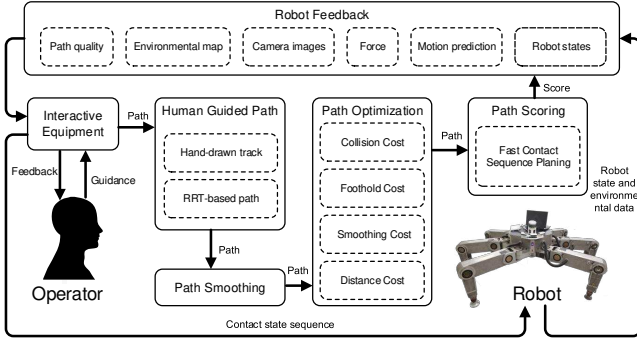 Robot Feedback
Path quality
Environmental map
Camera images
Force
Motion prediction
Robot states
Score
Interactive
Equipment
Path
Human Guided Path
Hand-drawn track
RRT-based path
Path Optimization
Collision Cost
Foothold Cost
Smoothing Cost
Distance Cost
Path
Path Scoring
Fast Contact
Sequence Planing
Feedback
Guidance
Operator
Path
Path Smoothing
Path
Robot
state and
environme
ntal data
Robot
Contact state sequence